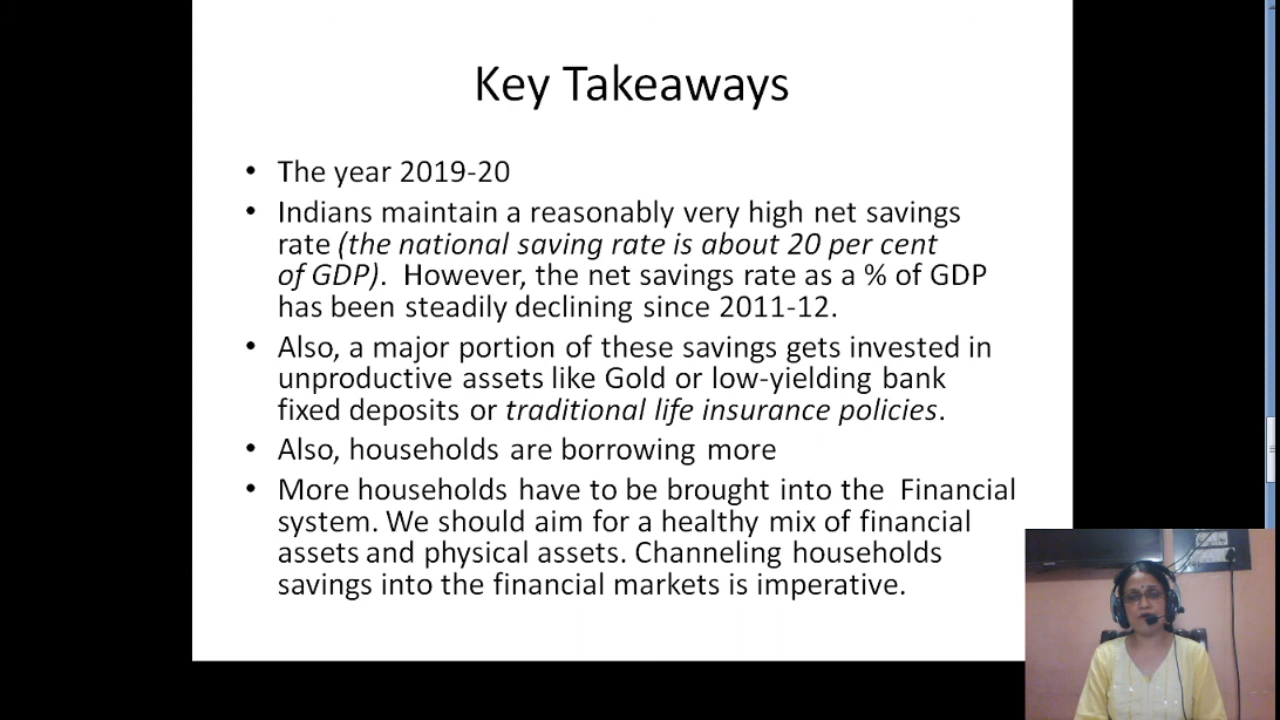 Key Takeaways
• The year 2019-20
• Indians maintain a reasonably very high net savings
rate (the national saving rate is about 20 per cent
of GDP). However, the net savings rate as a % of GDP
has been steadily declining since 2011-12.
• Also, a major portion of these savings gets invested in
unproductive assets like Gold or low-yielding bank
fixed deposits or traditional life insurance policies.
• Also, households are borrowing more
• More households have to be brought into the Financial
system. We should aim for a healthy mix of financial
assets and physical assets. Channeling households
savings into the financial markets is imperative.